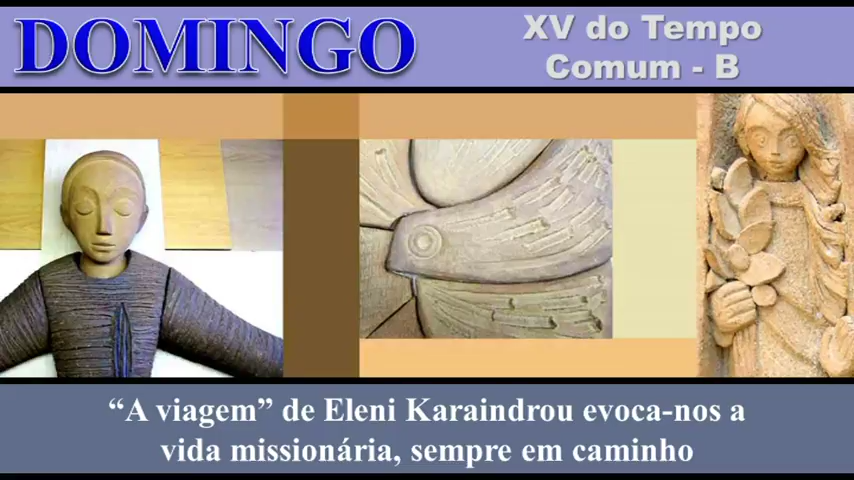 DOMINGO
XV do Tempo
Comum - B
“A viagem” de Eleni Karaindrou evoca-nos a
vida missionária, sempre em caminho